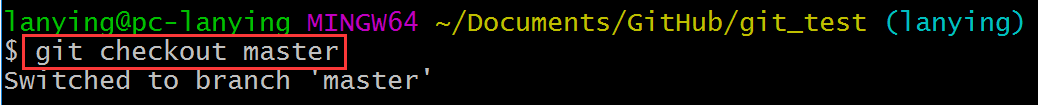 lanying@pc-lanying MINGW64 ~/Documents/GitHub/git_test (lanying)
$ git checkout master
Switched to branch 'master'